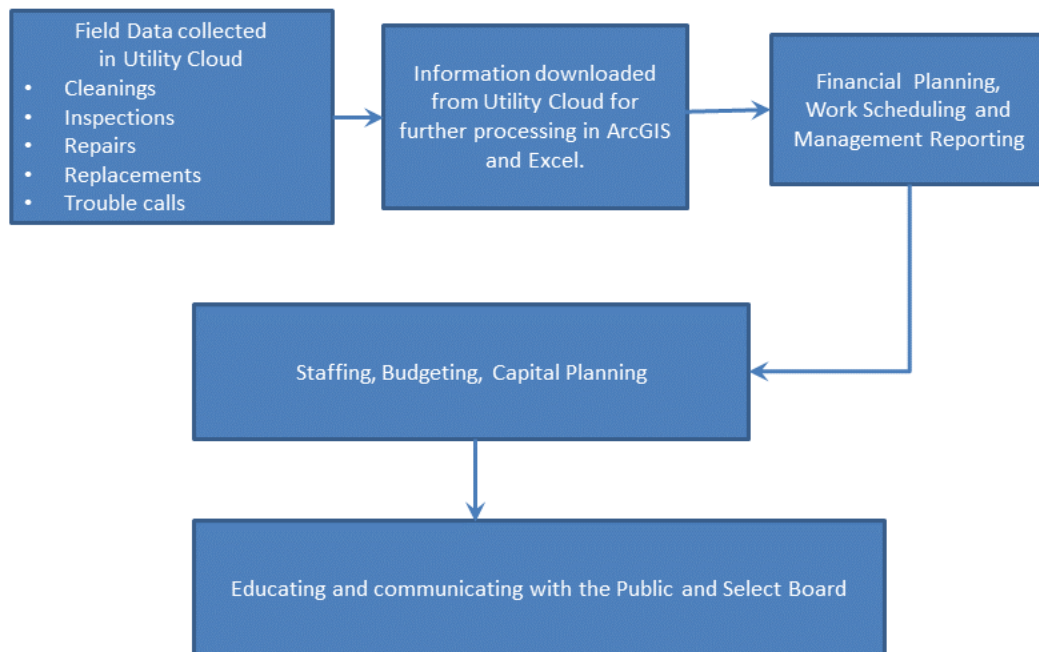 Field Data collected
in Utility Cloud
• Cleanings
• Inspections
• Repairs
• Replacements
• Trouble calls
Information downloaded
from Utility Cloud for
further processing in ArcGIS
and Excel.
Financial Planning,
Work Scheduling and
Management Reporting
Staffing, Budgeting, Capital Planning
Educating and communicating with the Public and Select Board